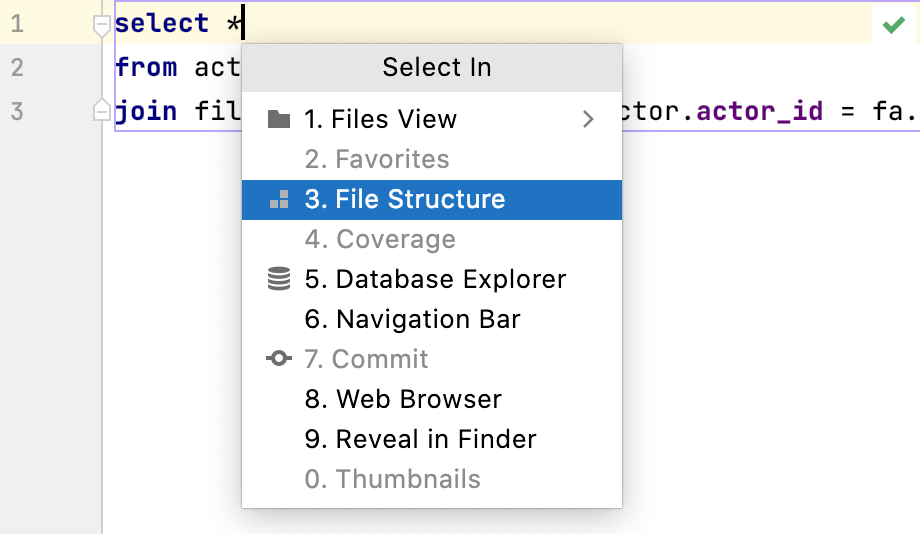 1 select *
2 from act
3 join fil ctor.actor_id = fa.
Select In
1. Files View
2. Favorites
3. File Structure
4. Coverage
5. Database Explorer
6. Navigation Bar
7. Commit
8. Web Browser
9. Reveal in Finder
0. Thumbnails